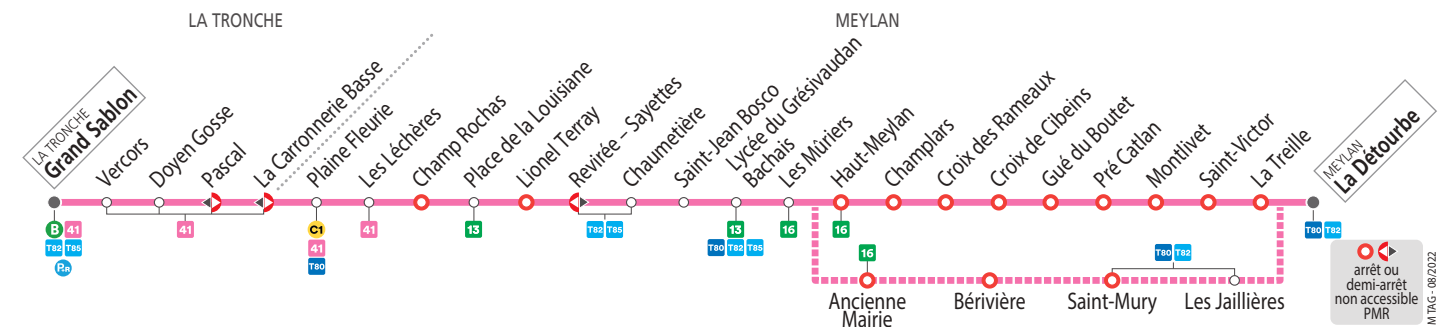 LA TRONCHE
MEYLAN
LA TRONCHE
Grand Sablon
Vercors
Doyen Gosse
Pascal
La Carronnerie Basse
Plaine Fleurie
Les Léchères
Champ Rochas
Place de la Louisiane
Lionel Terray
Revirée – Sayettes
Chaumetière
Saint-Jean Bosco
Lycée du Grésivaudan
Bachais
Les Mûriers
Haut-Meylan
Champlars
Croix des Rameaux
Croix de Cibeins
Gué du Boutet
Pré Catlan
Montlivet
Saint-Victor
La Treille
MEYLAN
La Détourbe
B 41
T82 T85
P+R
41
C1
41
T80
41
13
T82 T85
13
T80 T82 T85
16
16
T80 T82
16
T80 T82
Ancienne
Mairie
Bérivière
Saint-Mury
Les Jaillières
arrêt ou
demi-arrêt
non accessible
PMR
M TAG - 08/2022